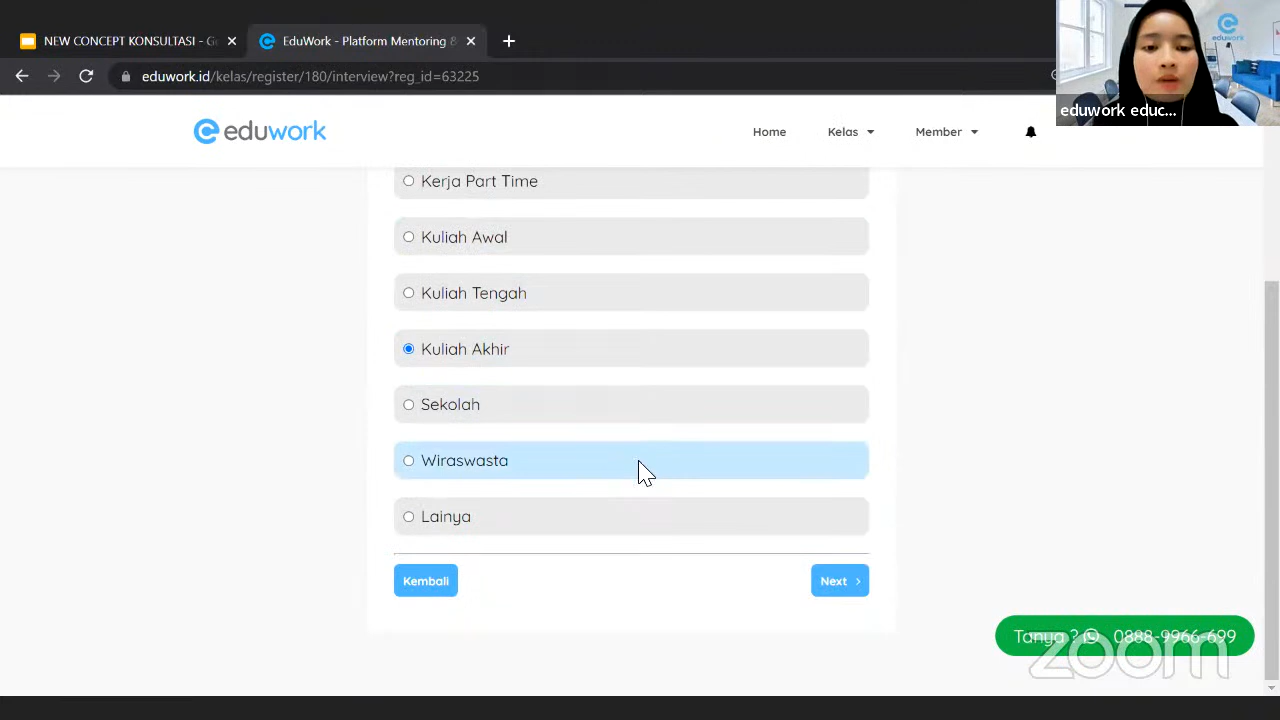 NEW CONCEPT KONSULTASI - Go
EduWork - Platform Mentoring &
eduwork.id/kelas/register/180/interview?reg_id=63225
eduwork
eduwork educ...
eduwork
Home
Kelas
Member
Kerja Part Time
Kuliah Awal
Kuliah Tengah
Kuliah Akhir
Sekolah
Wiraswasta
Lainya
Kembali
Next
Tanya ? 0888-9966-699
zoom